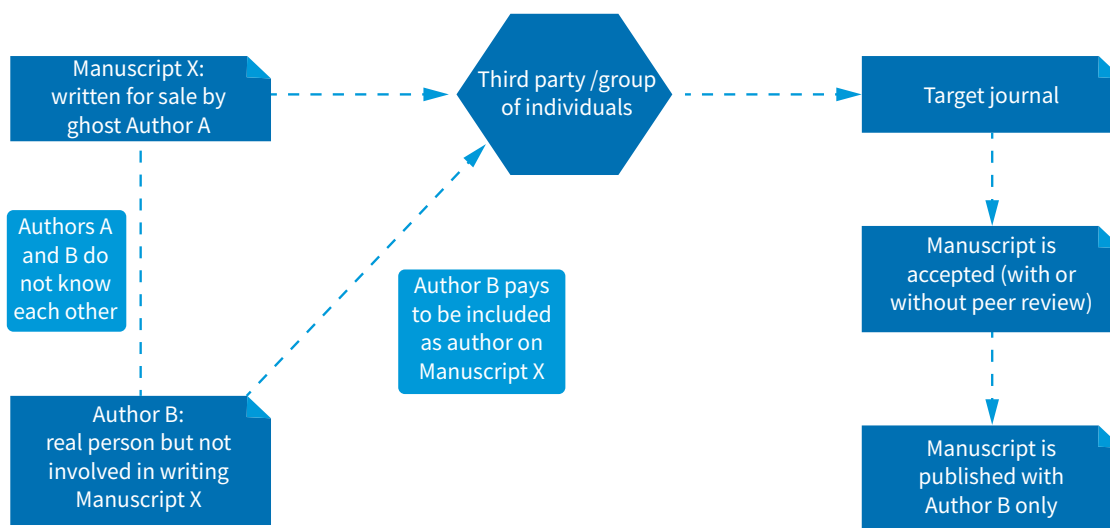 Manuscript X:
written for sale by
ghost Author A
Third party /group
of individuals
Target journal
Authors A
and B do
not know
each other
Author B pays
to be included
as author on
Manuscript X
Manuscript is
accepted (with or
without peer review)
Author B:
real person but not
involved in writing
Manuscript X
Manuscript is
published with
Author B only